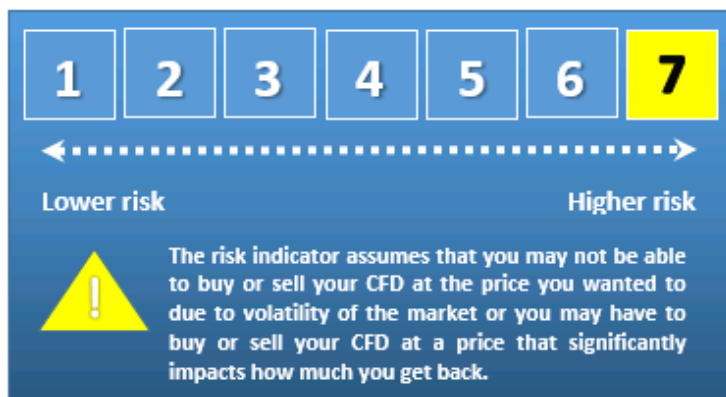 1 2 3 4 5 6 7
Lower risk Higher risk
!
The risk indicator assumes that you may not be able
to buy or sell your CFD at the price you wanted to
due to volatility of the market or you may have to
buy or sell your CFD at a price that significantly
impacts how much you get back.